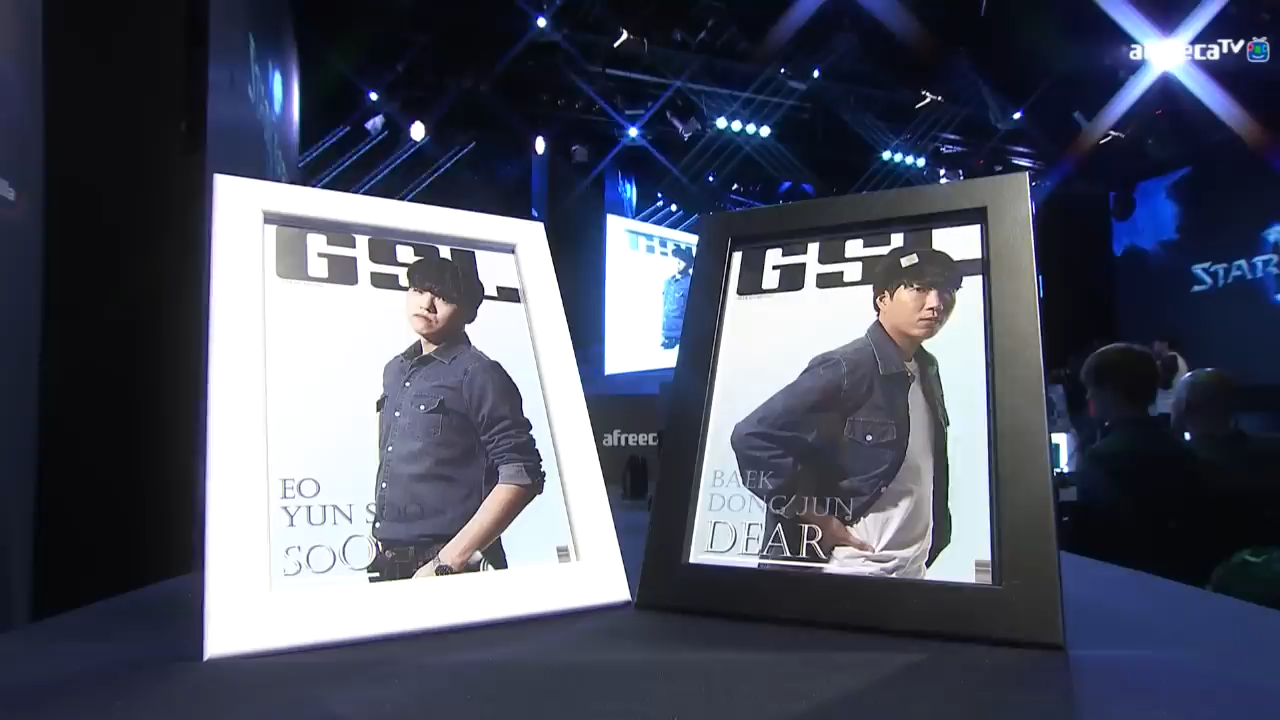 afreecaTV
GSL
EO
YUN SOO
SOO
GSL
BAEK
DONG JUN
DEAR
afreec
STAR